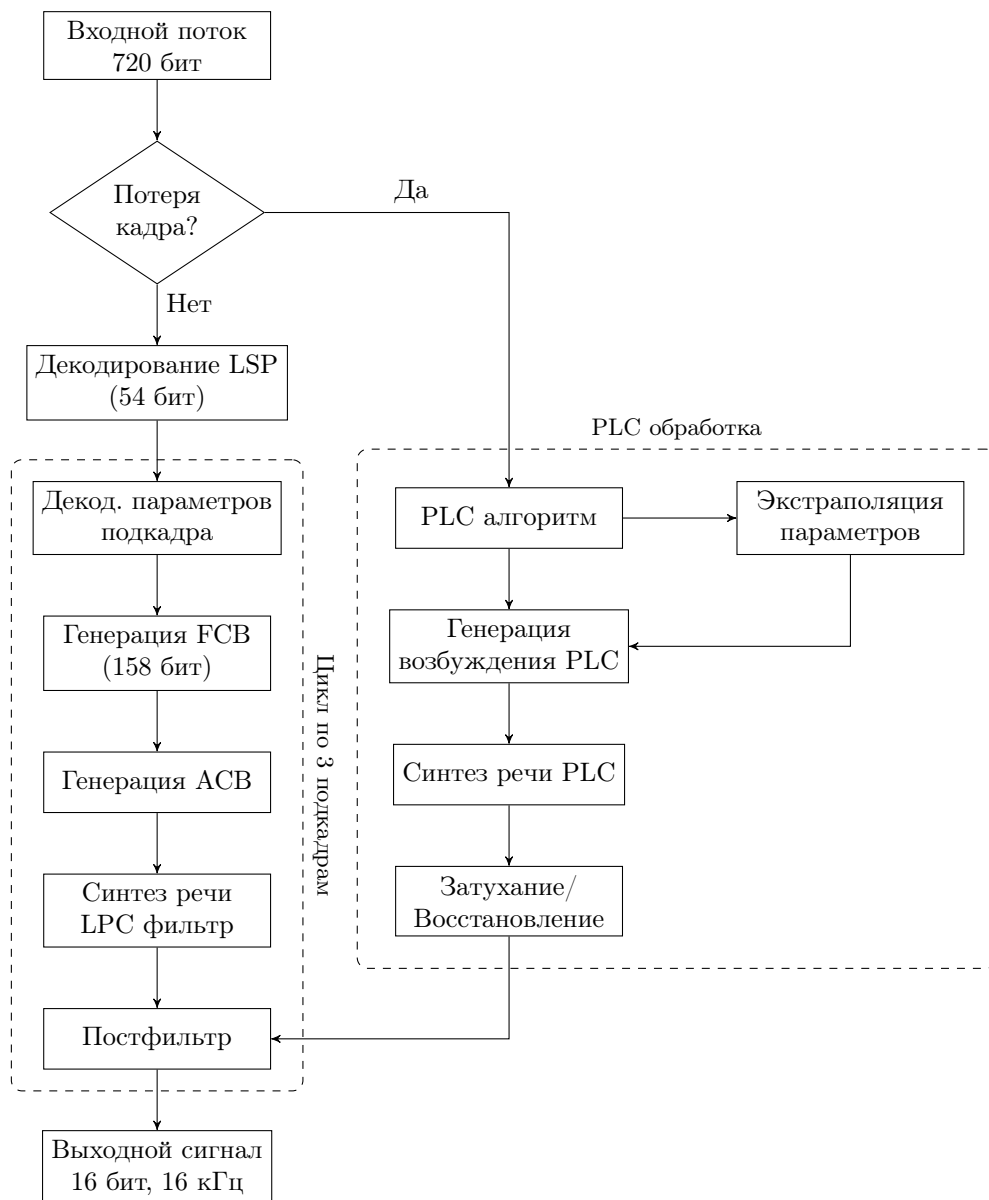 Входной поток
720 бит
Потеря
кадра?
Да
Нет
Декодирование LSP
(54 бит)
PLC обработка
Декод. параметров
подкадра
PLC алгоритм
Экстраполяция
параметров
Генерация FCB
(158 бит)
Генерация
возбуждения PLC
Цикл по 3 подкадрам
Генерация ACB
Синтез речи PLC
Синтез речи
LPC фильтр
Затухание/
Восстановление
Постфильтр
Выходной сигнал
16 бит, 16 кГц